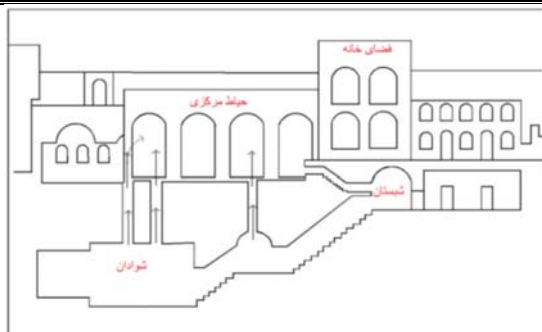 فضای خانه
حیاط مرکزی
شبستان
شوادان